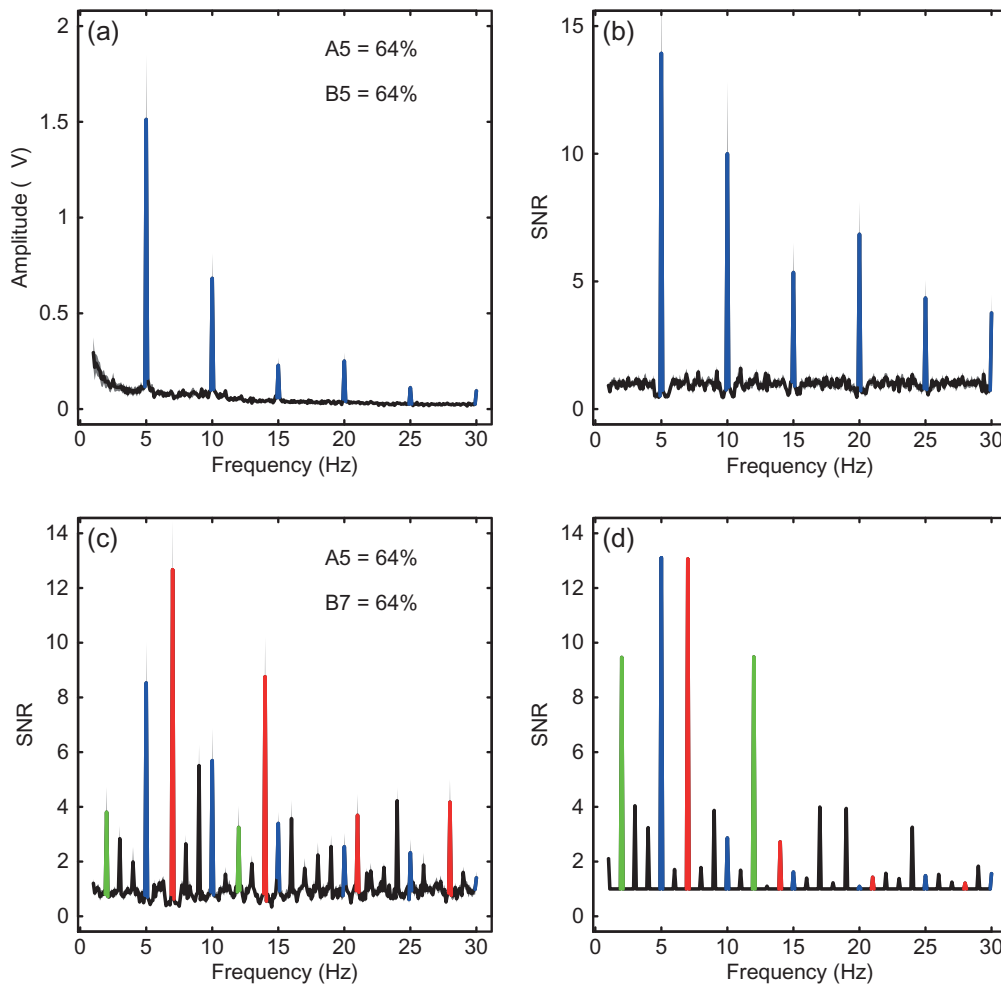 (a)
A5 = 64%
B5 = 64%
Amplitude ( V)
2
1.5
1
0.5
0
0 5 10 15 20 25 30
Frequency (Hz)
(b)
SNR
15
10
5
0
0 5 10 15 20 25 30
Frequency (Hz)
(c)
A5 = 64%
B7 = 64%
SNR
14
12
10
8
6
4
2
0
0 5 10 15 20 25 30
Frequency (Hz)
(d)
SNR
14
12
10
8
6
4
2
0
0 5 10 15 20 25 30
Frequency (Hz)